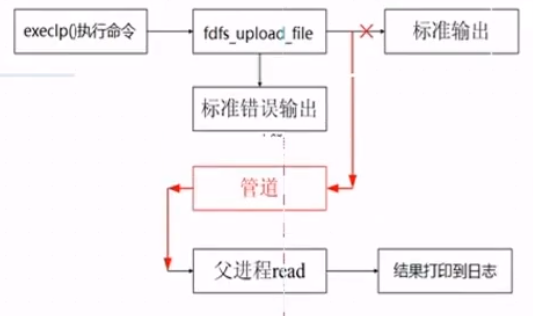 execlp()执行命令
fdfs_upload_file
标准输出
标准错误输出
管道
父进程read
结果打印到日志